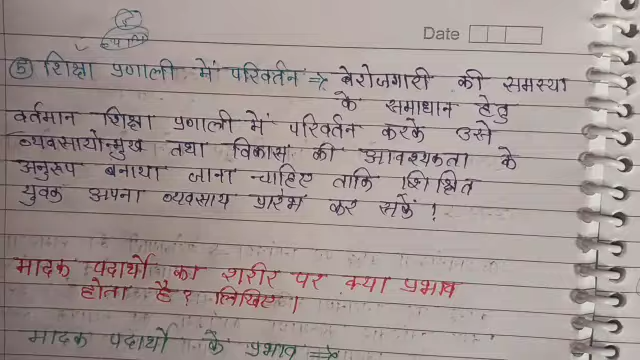 Date
⑤ शिक्षा प्रणाली में परिवर्तन ⇒ बेरोजगारी की समस्या
के समाधान हेतु
वर्तमान शिक्षा प्रणाली में परिवर्तन करके उसे
व्यवसायोन्मुख तथा विकास की आवश्यकता के
अनुरूप बनाया जाना चाहिए ताकि शिक्षित
युवक अपना व्यवसाय प्रारंभ कर सकें !
मादक पदार्थो का शरीर पर क्या प्रभाव
होता है ? लिखिए।
मादक पदार्थो के प्रभाव ⇒